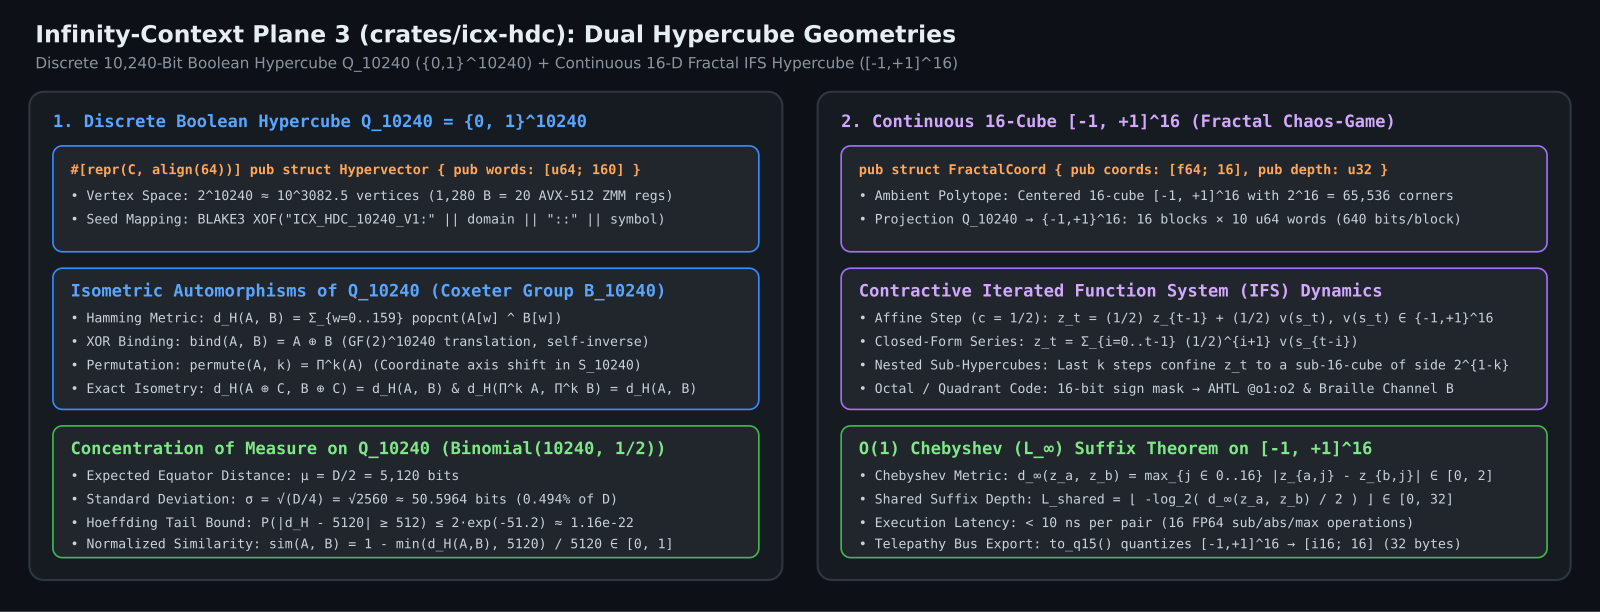 Infinity-Context Plane 3 (crates/icx-hdc): Dual Hypercube Geometries
Discrete 10,240-Bit Boolean Hypercube Q_10240 ({0,1}^10240) + Continuous 16-D Fractal IFS Hypercube ([-1,+1]^16)
1. Discrete Boolean Hypercube Q_10240 = {0, 1}^10240
#[repr(C, align(64))] pub struct Hypervector { pub words: [u64; 160] }
• Vertex Space: 2^10240 ≈ 10^3082.5 vertices (1,280 B = 20 AVX-512 ZMM regs)
• Seed Mapping: BLAKE3 XOF("ICX_HDC_10240_V1:" || domain || "::" || symbol)
Isometric Automorphisms of Q_10240 (Coxeter Group B_10240)
• Hamming Metric: d_H(A, B) = Σ_{w=0..159} popcnt(A[w] ^ B[w])
• XOR Binding: bind(A, B) = A ⊕ B (GF(2)^10240 translation, self-inverse)
• Permutation: permute(A, k) = Π^k(A) (Coordinate axis shift in S_10240)
• Exact Isometry: d_H(A ⊕ C, B ⊕ C) = d_H(A, B) & d_H(Π^k A, Π^k B) = d_H(A, B)
Concentration of Measure on Q_10240 (Binomial(10240, 1/2))
• Expected Equator Distance: μ = D/2 = 5,120 bits
• Standard Deviation: σ = √(D/4) = √2560 ≈ 50.5964 bits (0.494% of D)
• Hoeffding Tail Bound: P(|d_H - 5120| ≥ 512) ≤ 2·exp(-51.2) ≈ 1.16e-22
• Normalized Similarity: sim(A, B) = 1 - min(d_H(A,B), 5120) / 5120 ∈ [0, 1]
2. Continuous 16-Cube [-1, +1]^16 (Fractal Chaos-Game)
pub struct FractalCoord { pub coords: [f64; 16], pub depth: u32 }
• Ambient Polytope: Centered 16-cube [-1, +1]^16 with 2^16 = 65,536 corners
• Projection Q_10240 → {-1,+1}^16: 16 blocks × 10 u64 words (640 bits/block)
Contractive Iterated Function System (IFS) Dynamics
• Affine Step (c = 1/2): z_t = (1/2) z_{t-1} + (1/2) v(s_t), v(s_t) ∈ {-1,+1}^16
• Closed-Form Series: z_t = Σ_{i=0..t-1} (1/2)^{i+1} v(s_{t-i})
• Nested Sub-Hypercubes: Last k steps confine z_t to a sub-16-cube of side 2^{1-k}
• Octal / Quadrant Code: 16-bit sign mask → AHTL @o1:o2 & Braille Channel B
O(1) Chebyshev (L_∞) Suffix Theorem on [-1, +1]^16
• Chebyshev Metric: d_∞(z_a, z_b) = max_{j ∈ 0..16} |z_{a,j} - z_{b,j}| ∈ [0, 2]
• Shared Suffix Depth: L_shared = ⌊ -log_2( d_∞(z_a, z_b) / 2 ) ⌋ ∈ [0, 32]
• Execution Latency: < 10 ns per pair (16 FP64 sub/abs/max operations)
• Telepathy Bus Export: to_q15() quantizes [-1,+1]^16 → [i16; 16] (32 bytes)